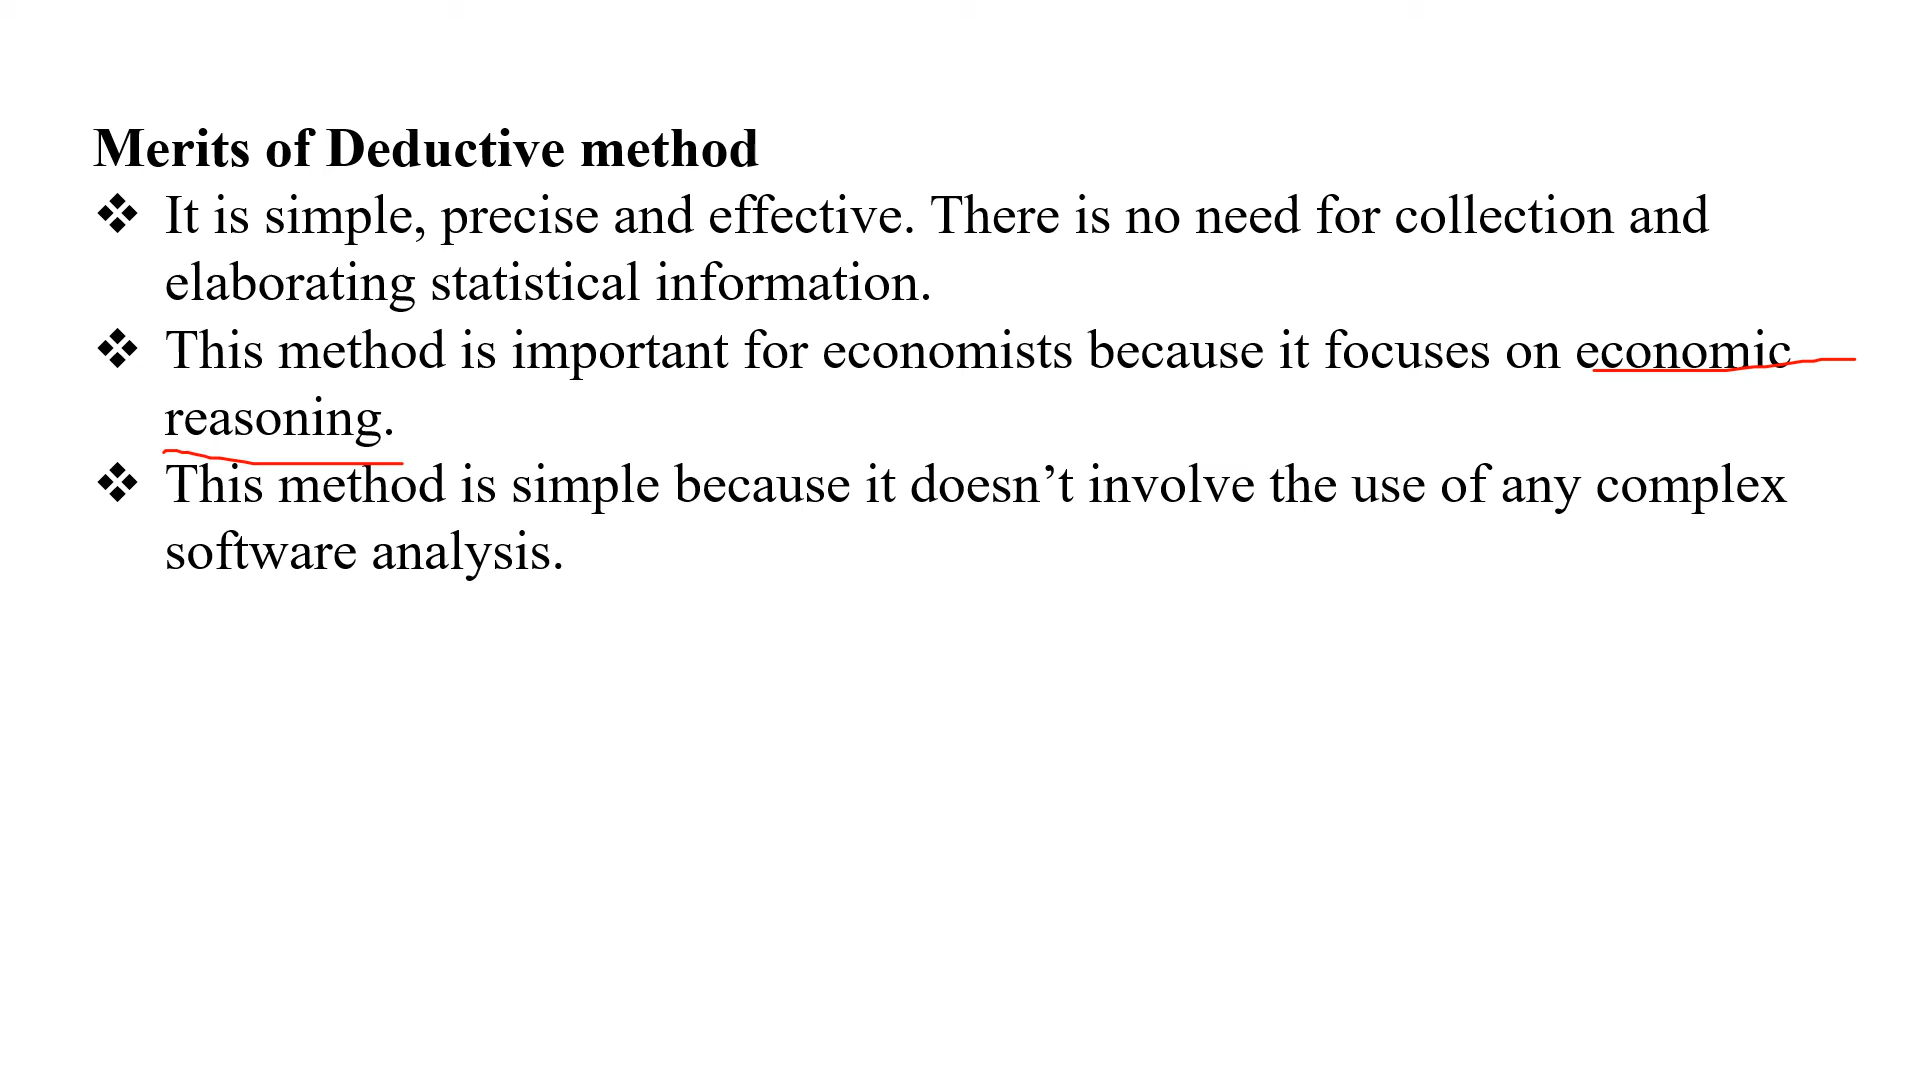 Merits of Deductive method
❖ It is simple, precise and effective. There is no need for collection and
elaborating statistical information.
❖ This method is important for economists because it focuses on economic
reasoning.
❖ This method is simple because it doesn’t involve the use of any complex
software analysis.